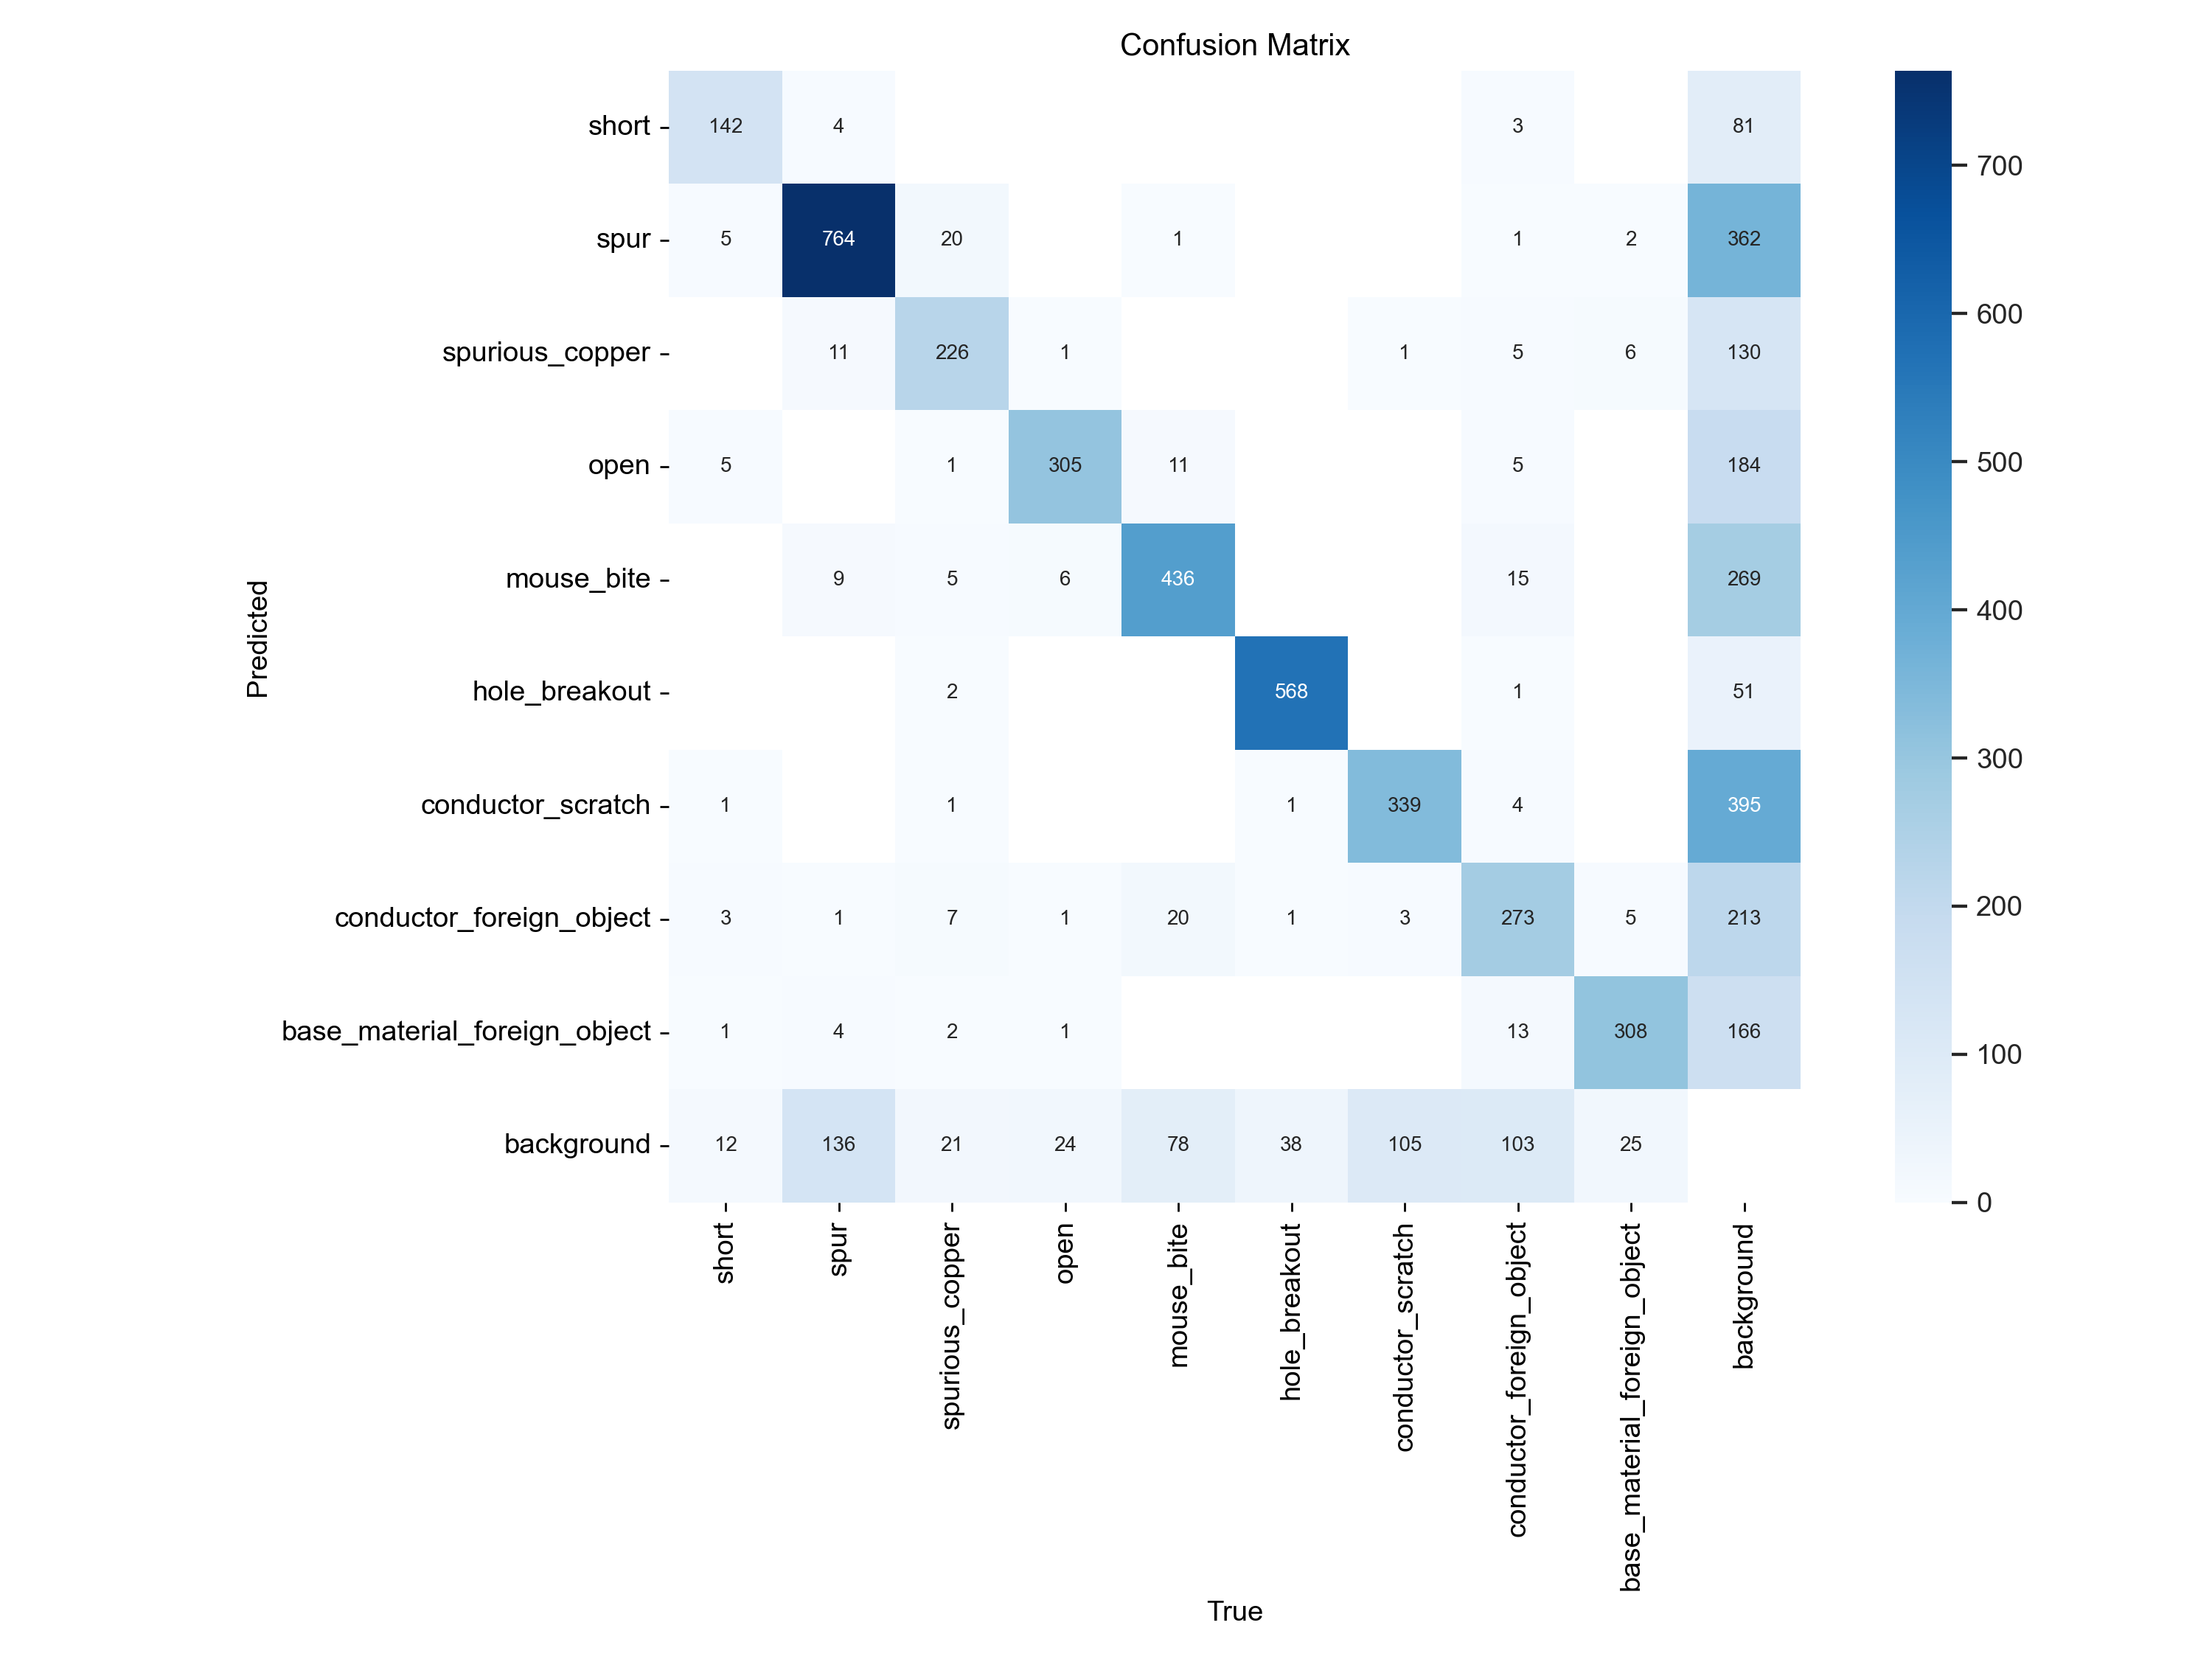 Confusion Matrix
short 142 4 3 81
spur 5 764 20 1 1 2 362
spurious_copper 11 226 1 1 5 6 130
open 5 1 305 11 5 184
mouse_bite 9 5 6 436 15 269
hole_breakout 2 568 1 51
conductor_scratch 1 1 1 339 4 395
conductor_foreign_object 3 1 7 1 20 1 3 273 5 213
base_material_foreign_object 1 4 2 1 13 308 166
background 12 136 21 24 78 38 105 103 25
Predicted
short
spur
spurious_copper
open
mouse_bite
hole_breakout
conductor_scratch
conductor_foreign_object
base_material_foreign_object
background
True
700
600
500
400
300
200
100
0